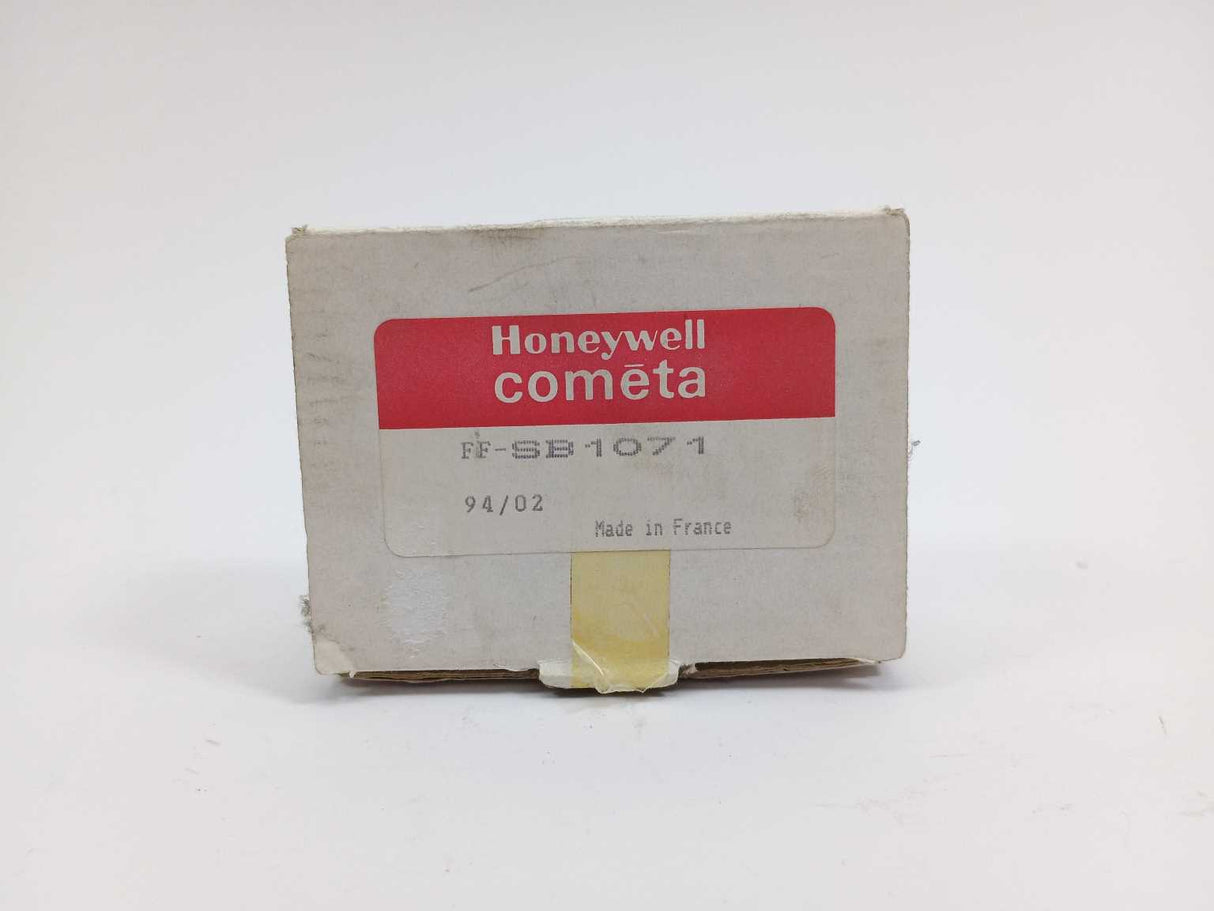 Honeywell
comēta
FF-SB1071
94/02
Made in France